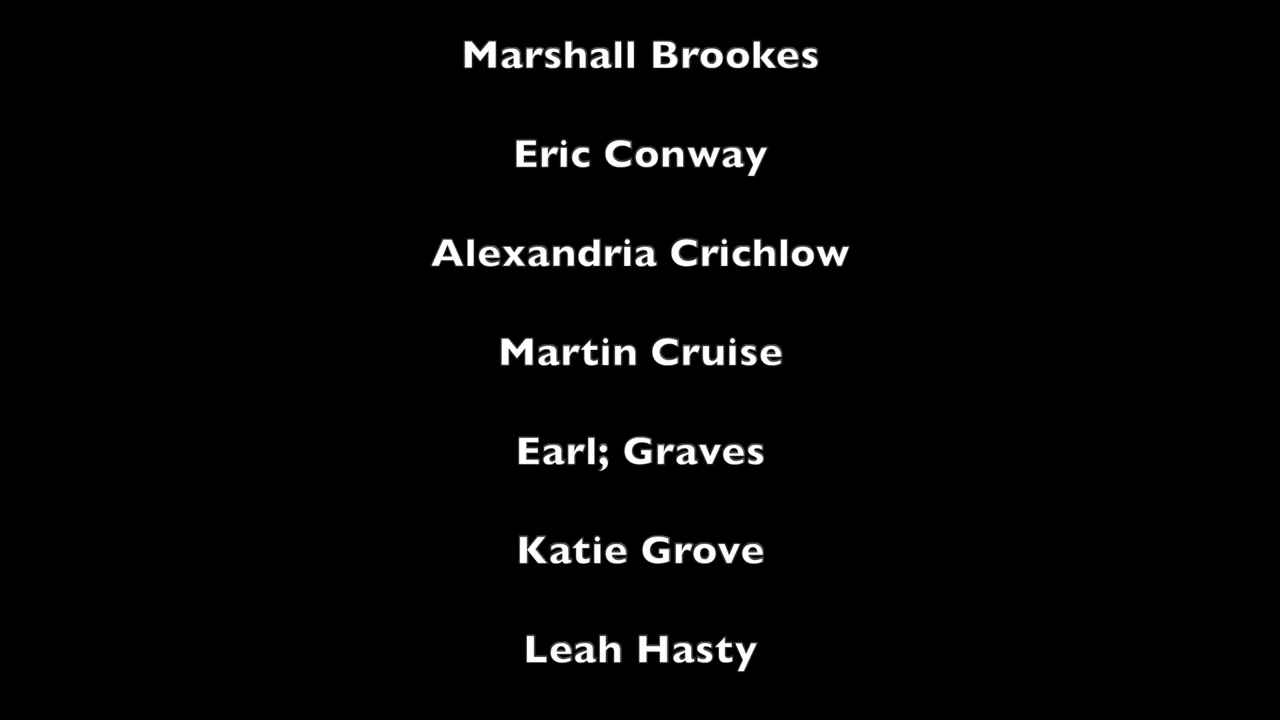 Marshall Brookes
Eric Conway
Alexandria Crichlow
Martin Cruise
Earl; Graves
Katie Grove
Leah Hasty